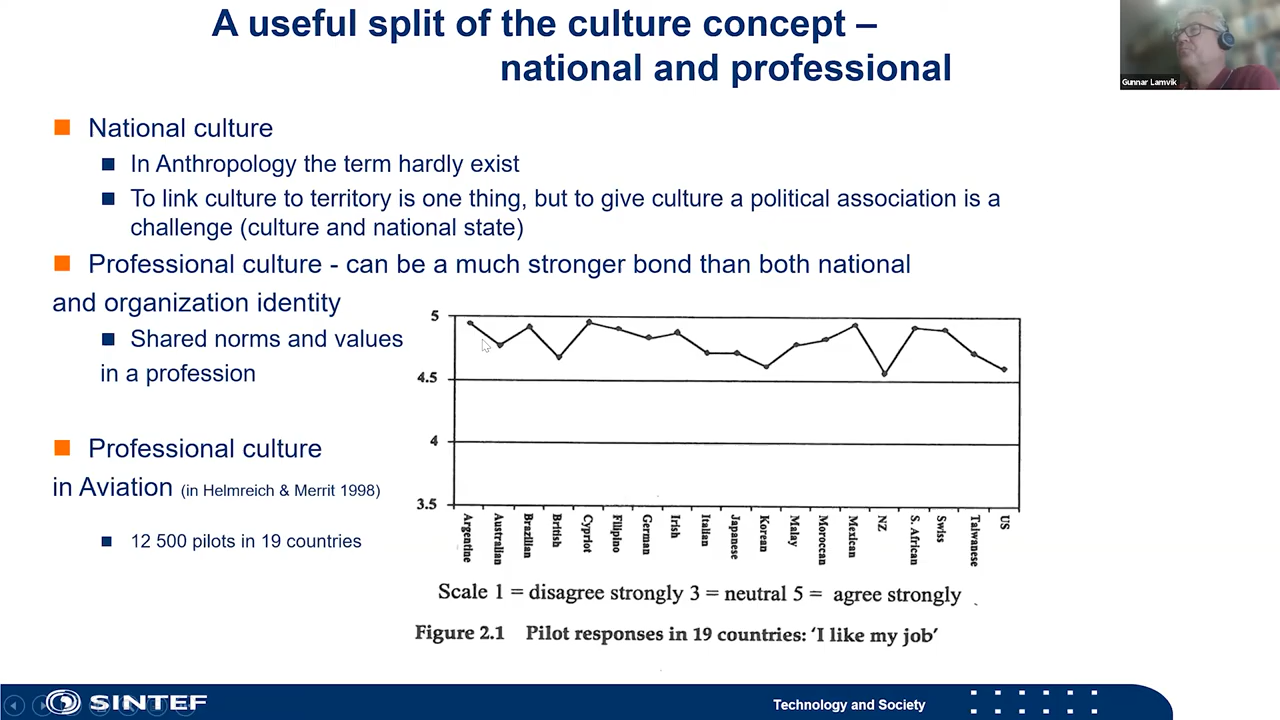 A useful split of the culture concept –
national and professional
Gunnar Lamvik
National culture
In Anthropology the term hardly exist
To link culture to territory is one thing, but to give culture a political association is a
challenge (culture and national state)
Professional culture - can be a much stronger bond than both national
and organization identity
Shared norms and values
in a profession
Professional culture
in Aviation (in Helmreich & Merrit 1998)
12 500 pilots in 19 countries
5
4.5
4
3.5
Argentine
Australian
Brazilian
British
Cypriot
Filipino
German
Irish
Italian
Japanese
Korean
Malay
Moroccan
Mexican
NZ
S. African
Swiss
Taiwanese
US
Scale 1 = disagree strongly 3 = neutral 5 = agree strongly
Figure 2.1 Pilot responses in 19 countries: 'I like my job'
SINTEF
Technology and Society